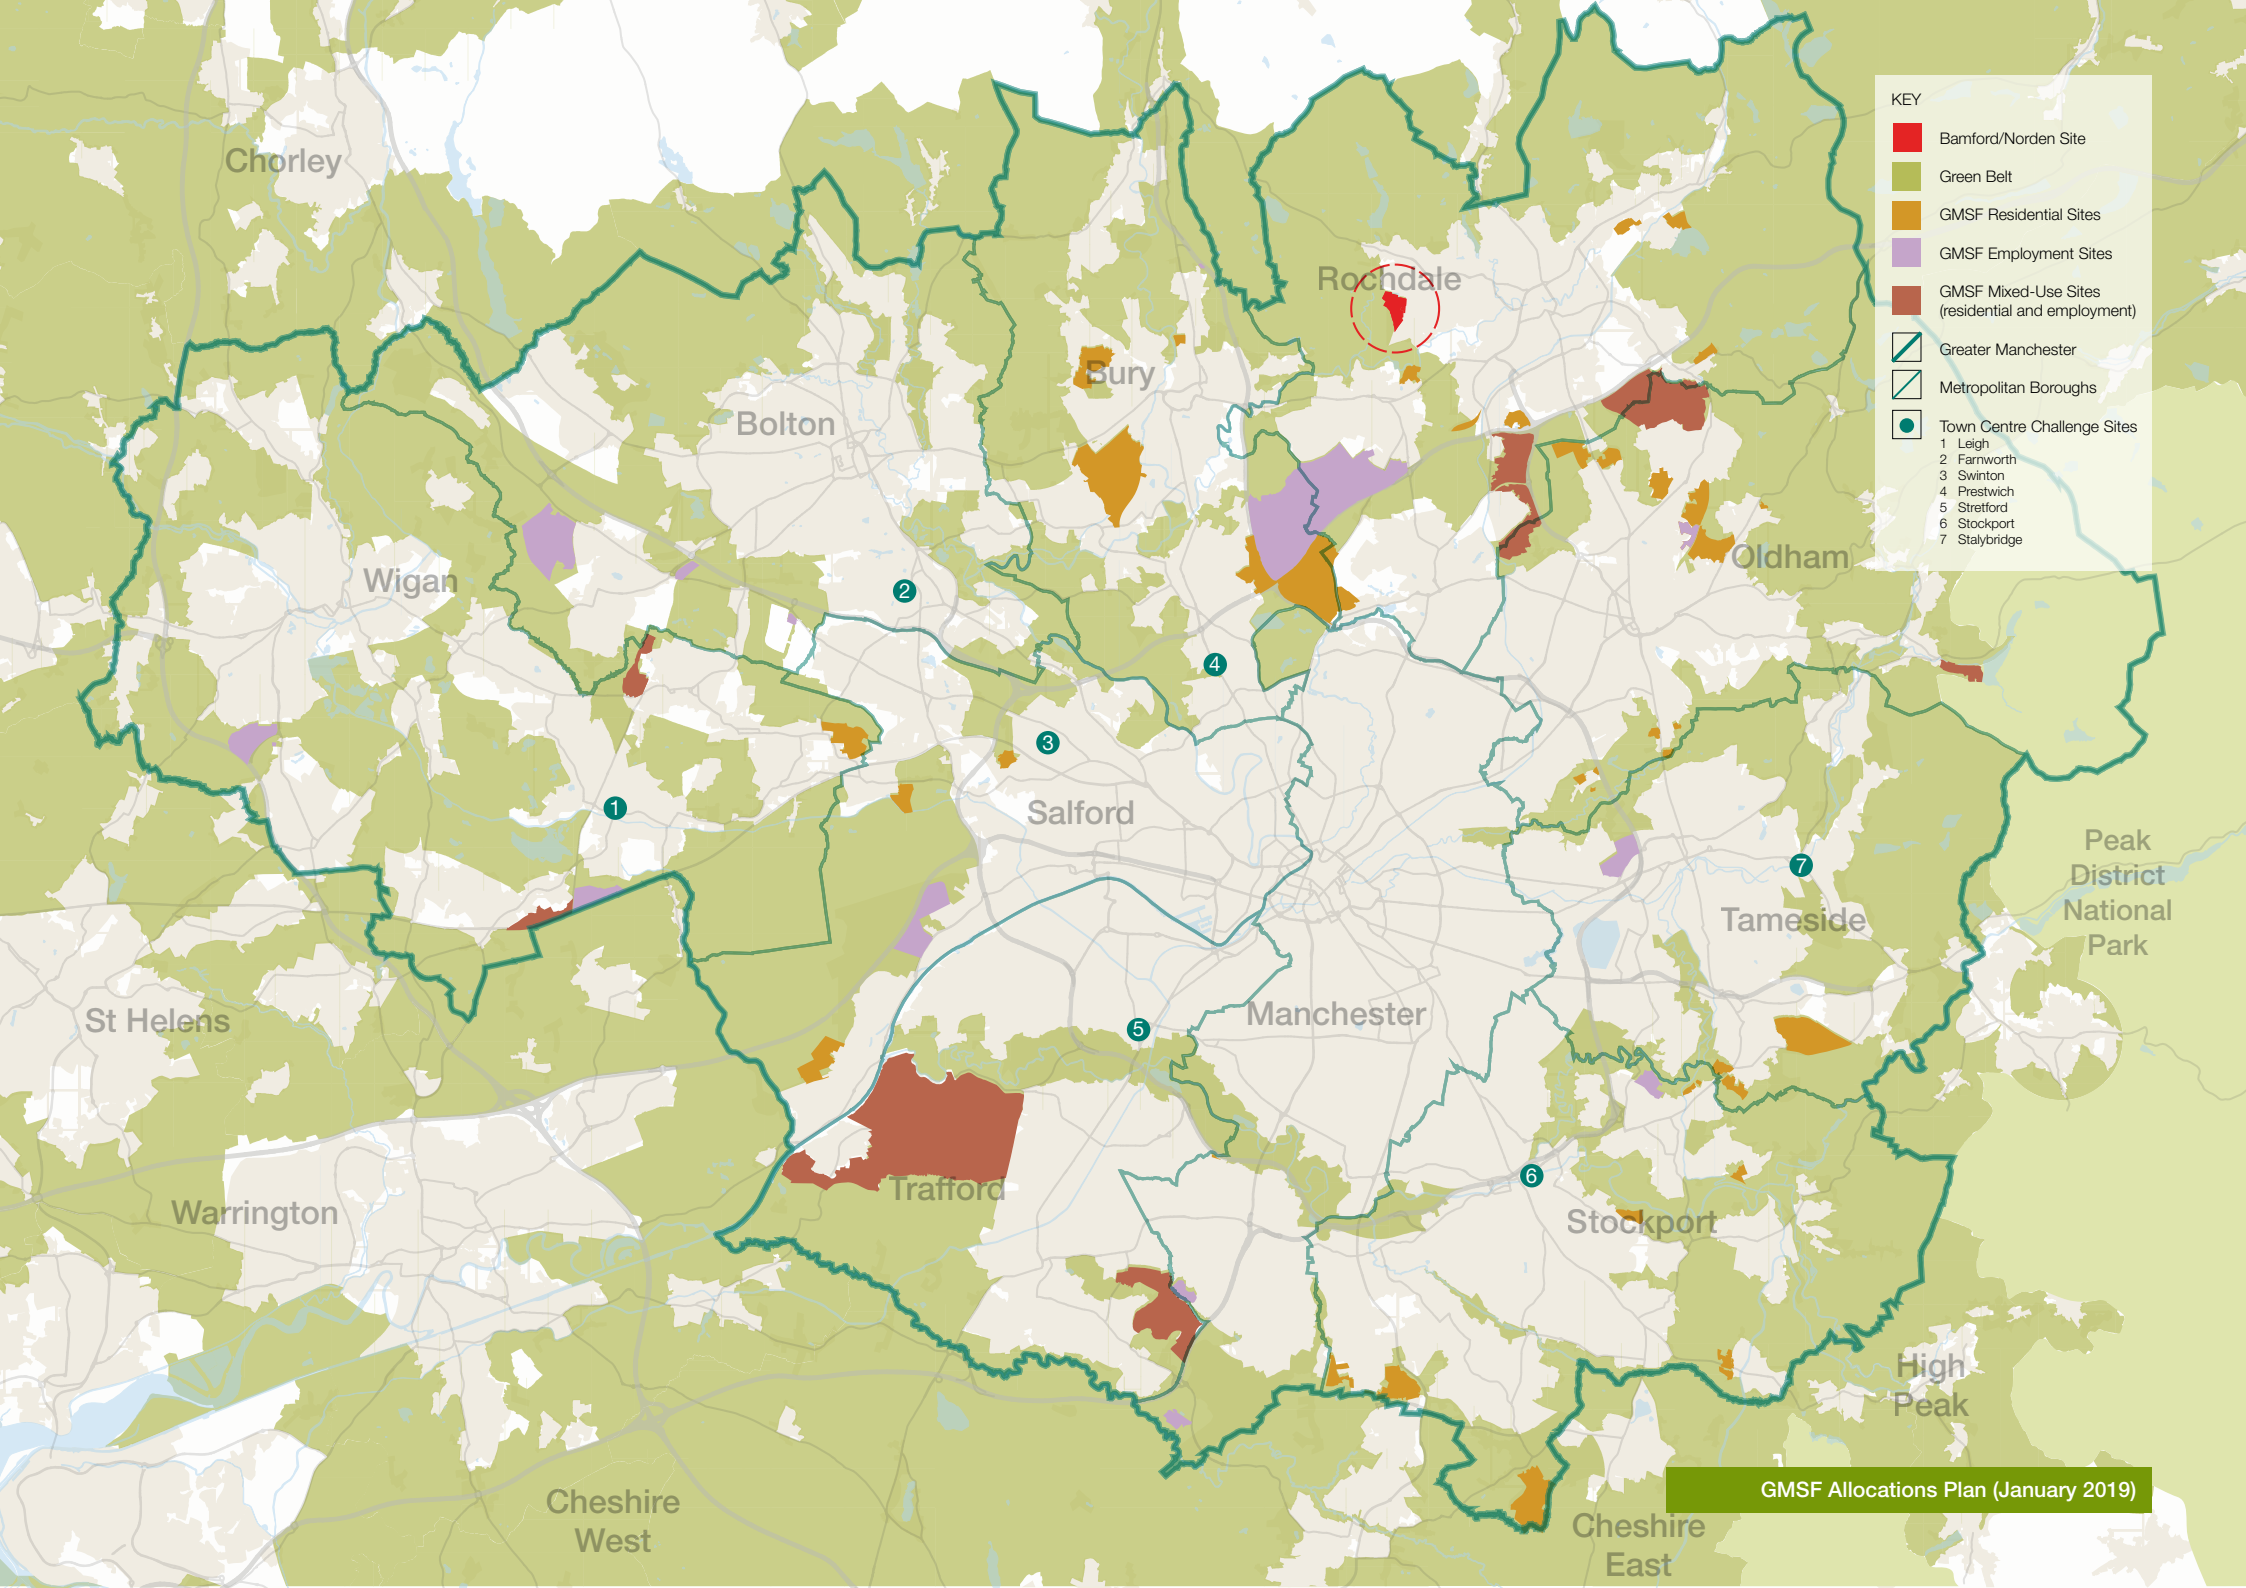 KEY
Bamford/Norden Site
Green Belt
GMSF Residential Sites
GMSF Employment Sites
GMSF Mixed-Use Sites
(residential and employment)
Greater Manchester
Metropolitan Boroughs
Town Centre Challenge Sites
1 Leigh
2 Farnworth
3 Swinton
4 Prestwich
5 Stretford
6 Stockport
7 Stalybridge
Chorley
Rochdale
Bury
Bolton
Oldham
Wigan
2
4
3
1
Salford
7
Peak
District
National
Park
Tameside
St Helens
Manchester
5
6
Trafford
Warrington
Stockport
High
Peak
GMSF Allocations Plan (January 2019)
Cheshire
West
Cheshire
East